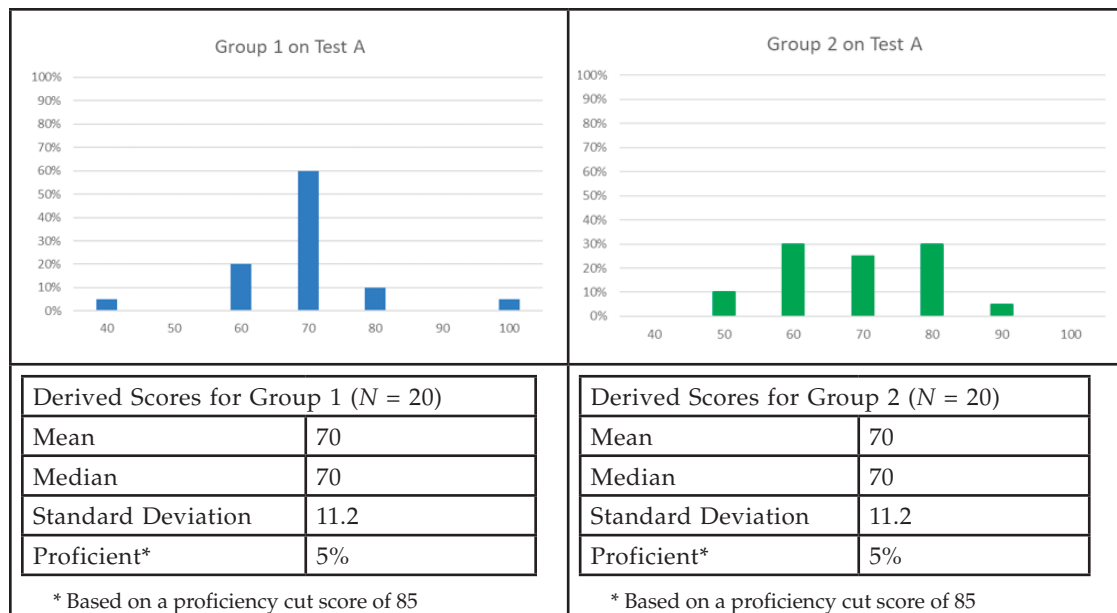 Group 1 on Test A
100%
90%
80%
70%
60%
50%
40%
30%
20%
10%
0%
40 50 60 70 80 90 100
Group 2 on Test A
100%
90%
80%
70%
60%
50%
40%
30%
20%
10%
0%
40 50 60 70 80 90 100
Derived Scores for Group 1 (N = 20)
Mean 70
Median 70
Standard Deviation 11.2
Proficient* 5%
* Based on a proficiency cut score of 85
Derived Scores for Group 2 (N = 20)
Mean 70
Median 70
Standard Deviation 11.2
Proficient* 5%
* Based on a proficiency cut score of 85